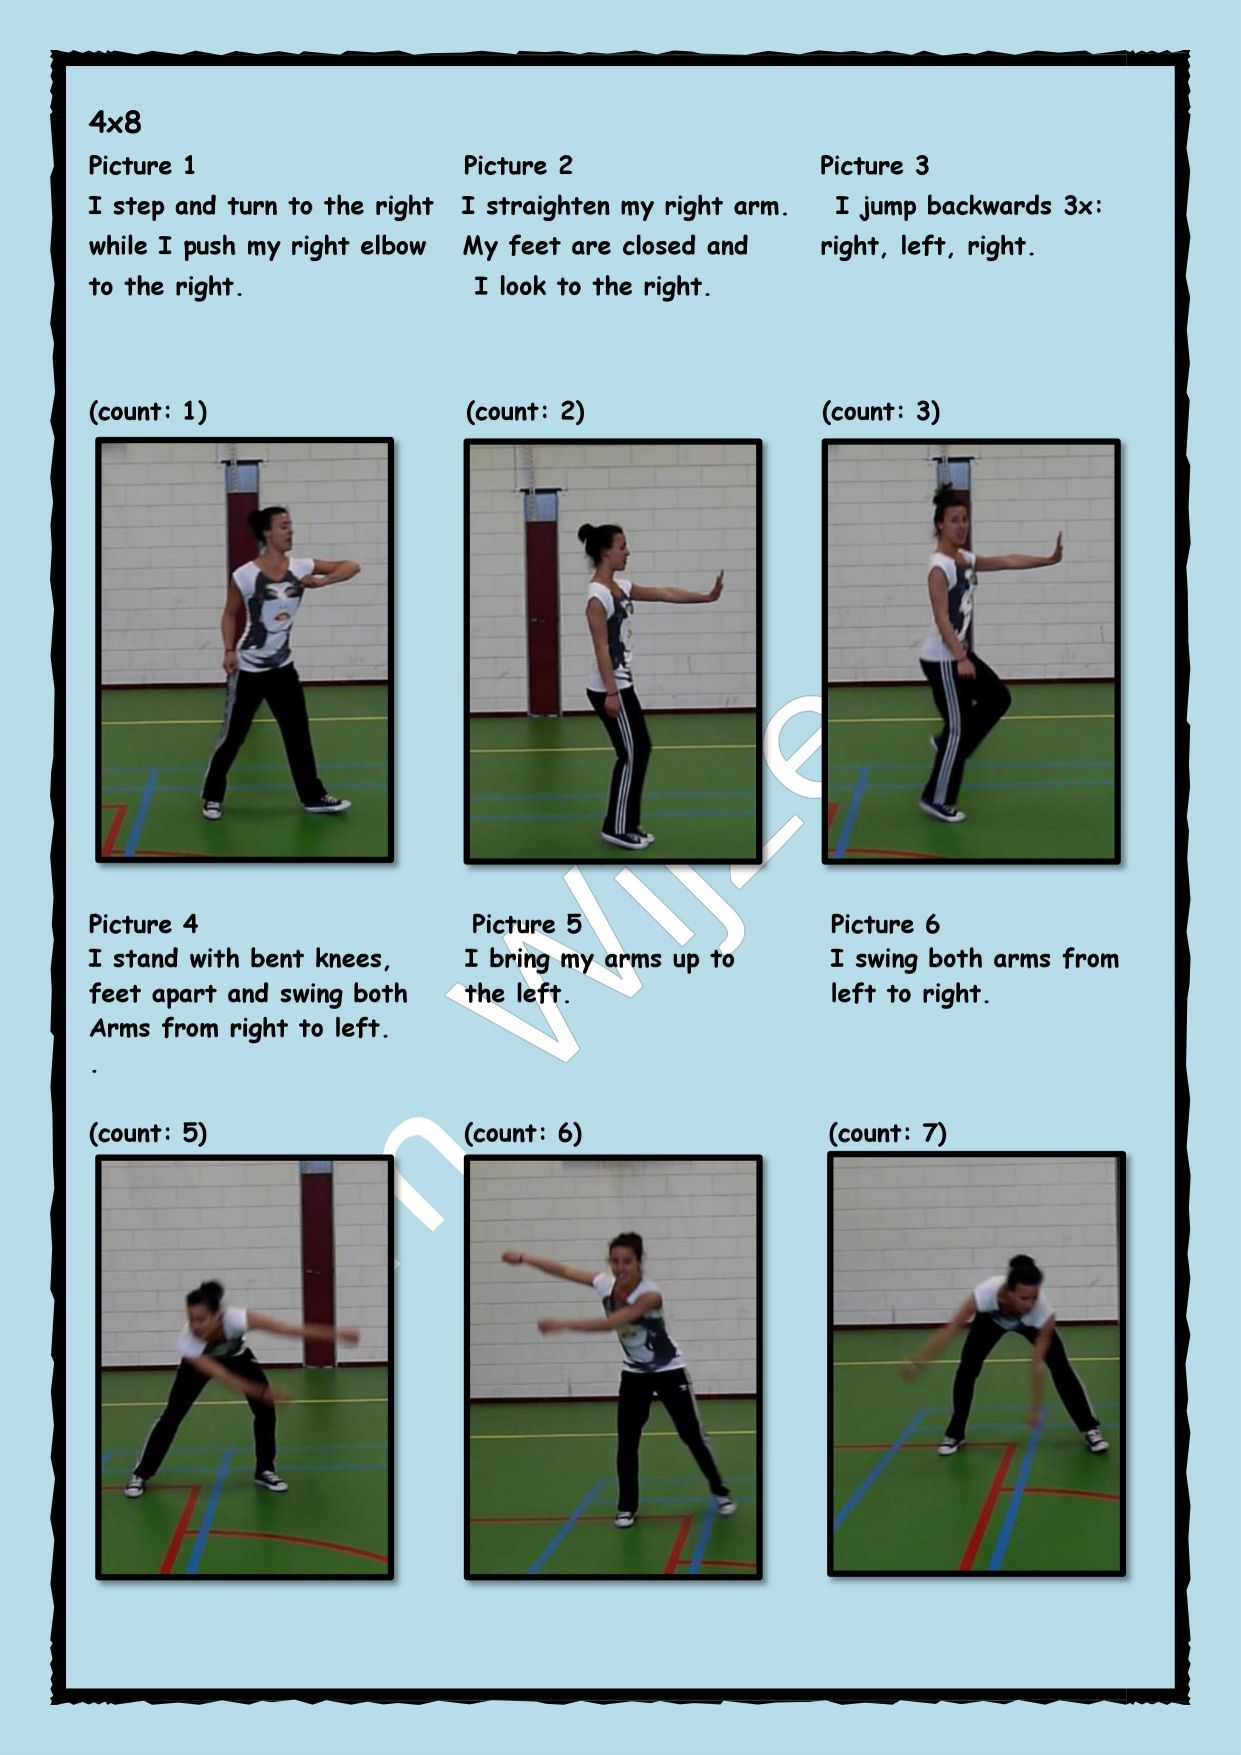 4x8
Picture 1
I step and turn to the right
while I push my right elbow
to the right.
Picture 2
I straighten my right arm.
My feet are closed and
I look to the right.
Picture 3
I jump backwards 3x:
right, left, right.
(count: 1)
(count: 2)
(count: 3)
Picture 4
I stand with bent knees,
feet apart and swing both
Arms from right to left.
.
Picture 5
I bring my arms up to
the left.
Picture 6
I swing both arms from
left to right.
(count: 5)
(count: 6)
(count: 7)